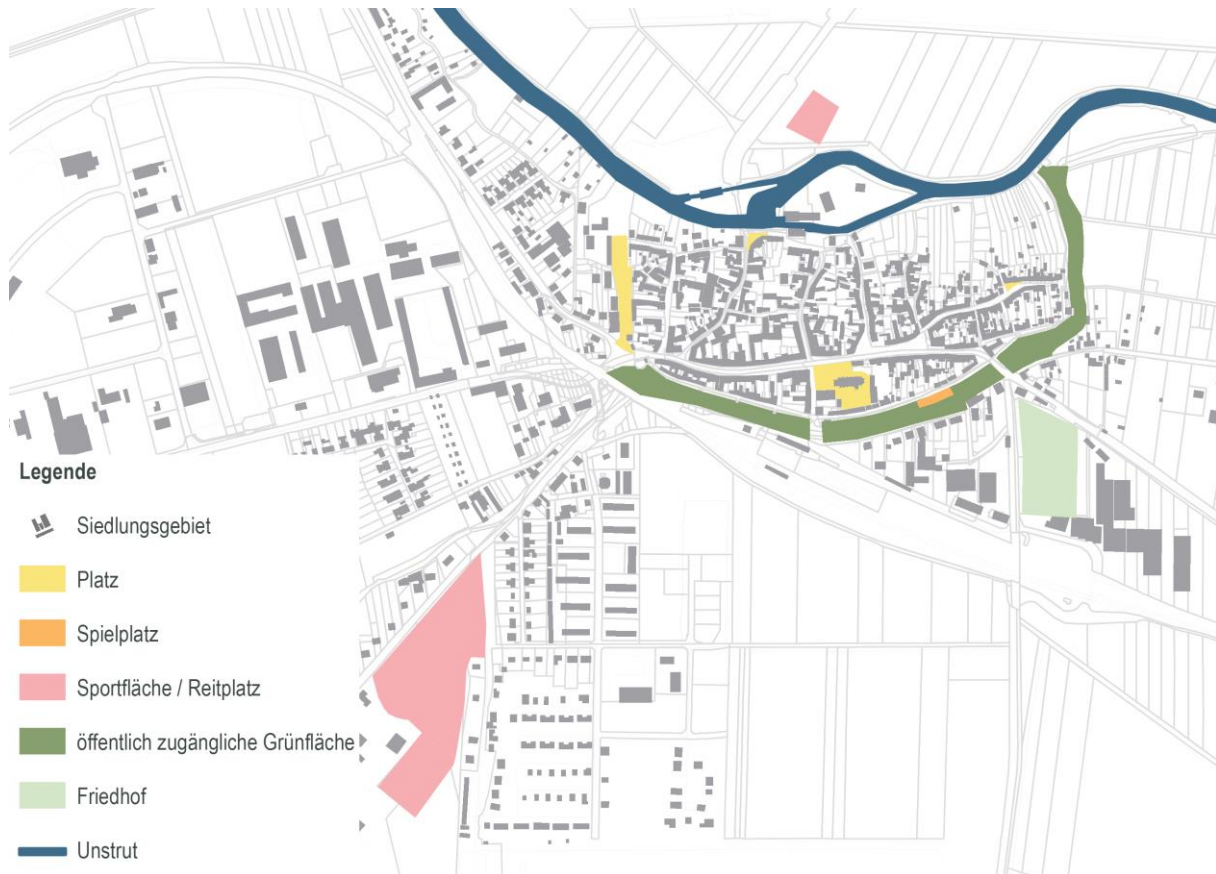 Legende
Siedlungsgebiet
Platz
Spielplatz
Sportfläche / Reitplatz
öffentlich zugängliche Grünfläche
Friedhof
Unstrut